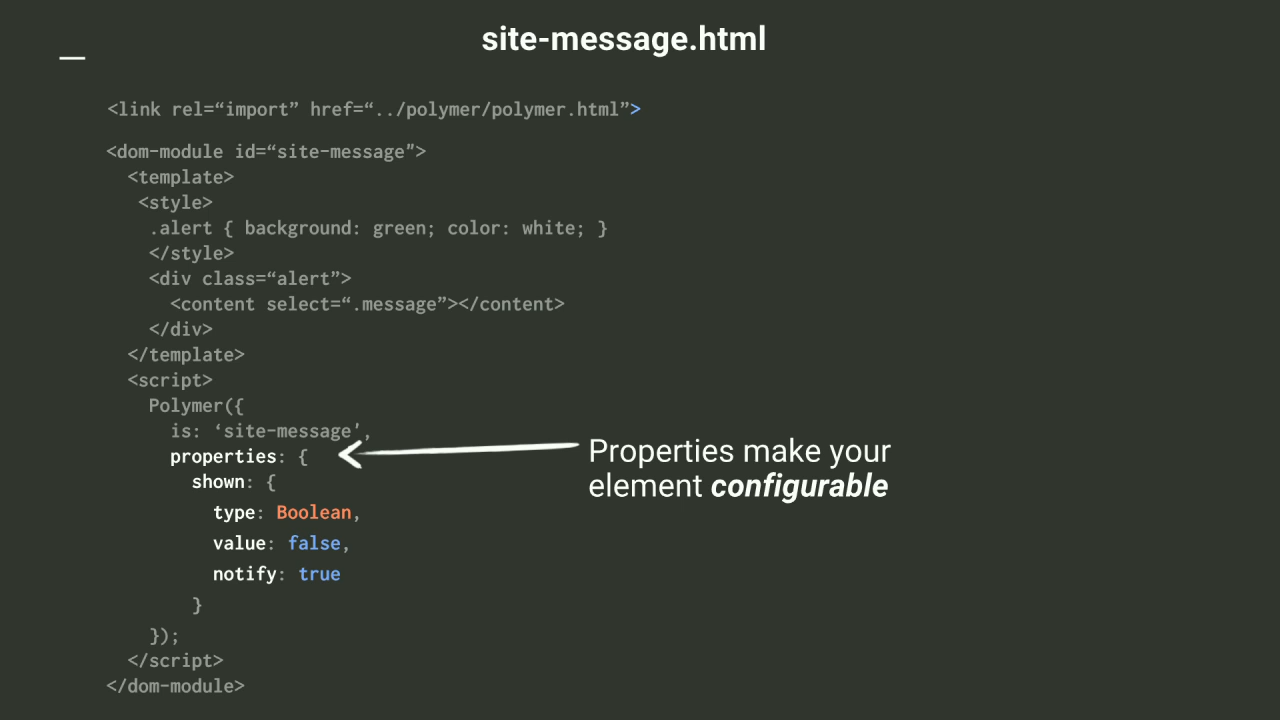 site-message.html
<link rel=“import” href=“../polymer/polymer.html”>
<dom-module id=“site-message”>
<template>
<style>
.alert { background: green; color: white; }
</style>
<div class=“alert”>
<content select=“.message”></content>
</div>
</template>
<script>
Polymer({
is: ‘site-message’,
properties: {
Properties make your
shown: {
element configurable
type: Boolean,
value: false,
notify: true
}
});
</script>
</dom-module>